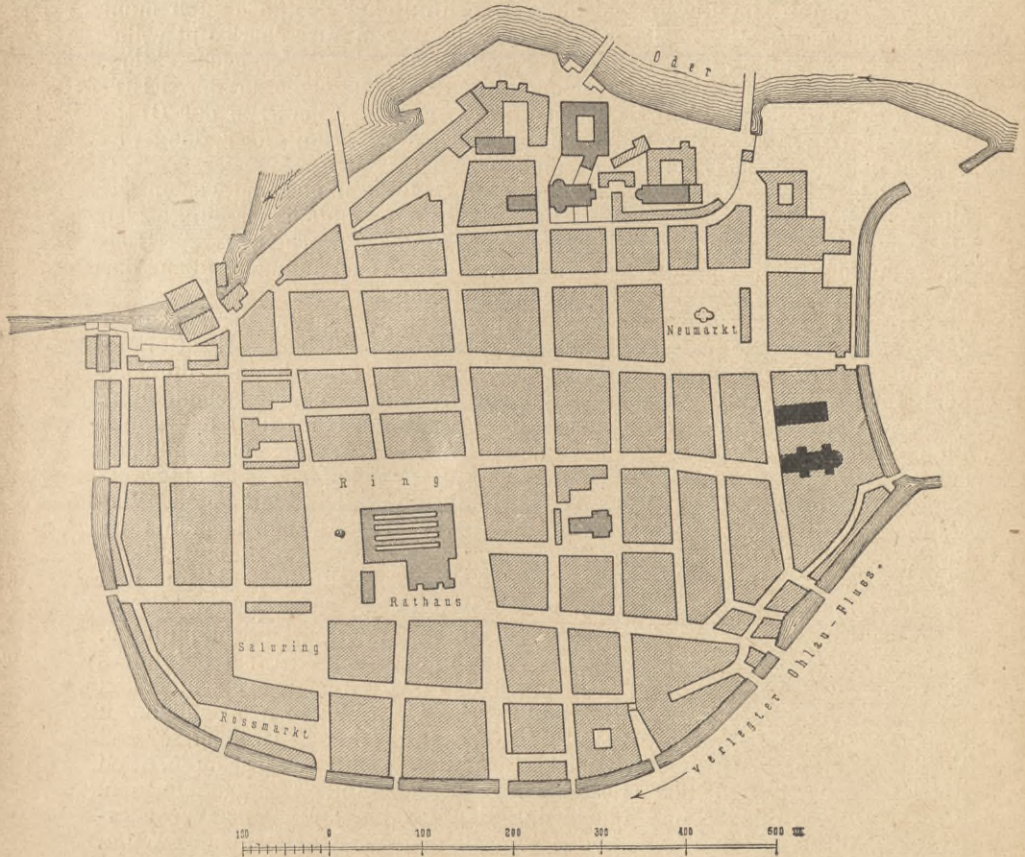 Oder
Neumarkt
Ring
Rathaus
Salzring
Rossmarkt
verlegter Ohlau-Fluss.
100 0 100 200 300 400 500 M